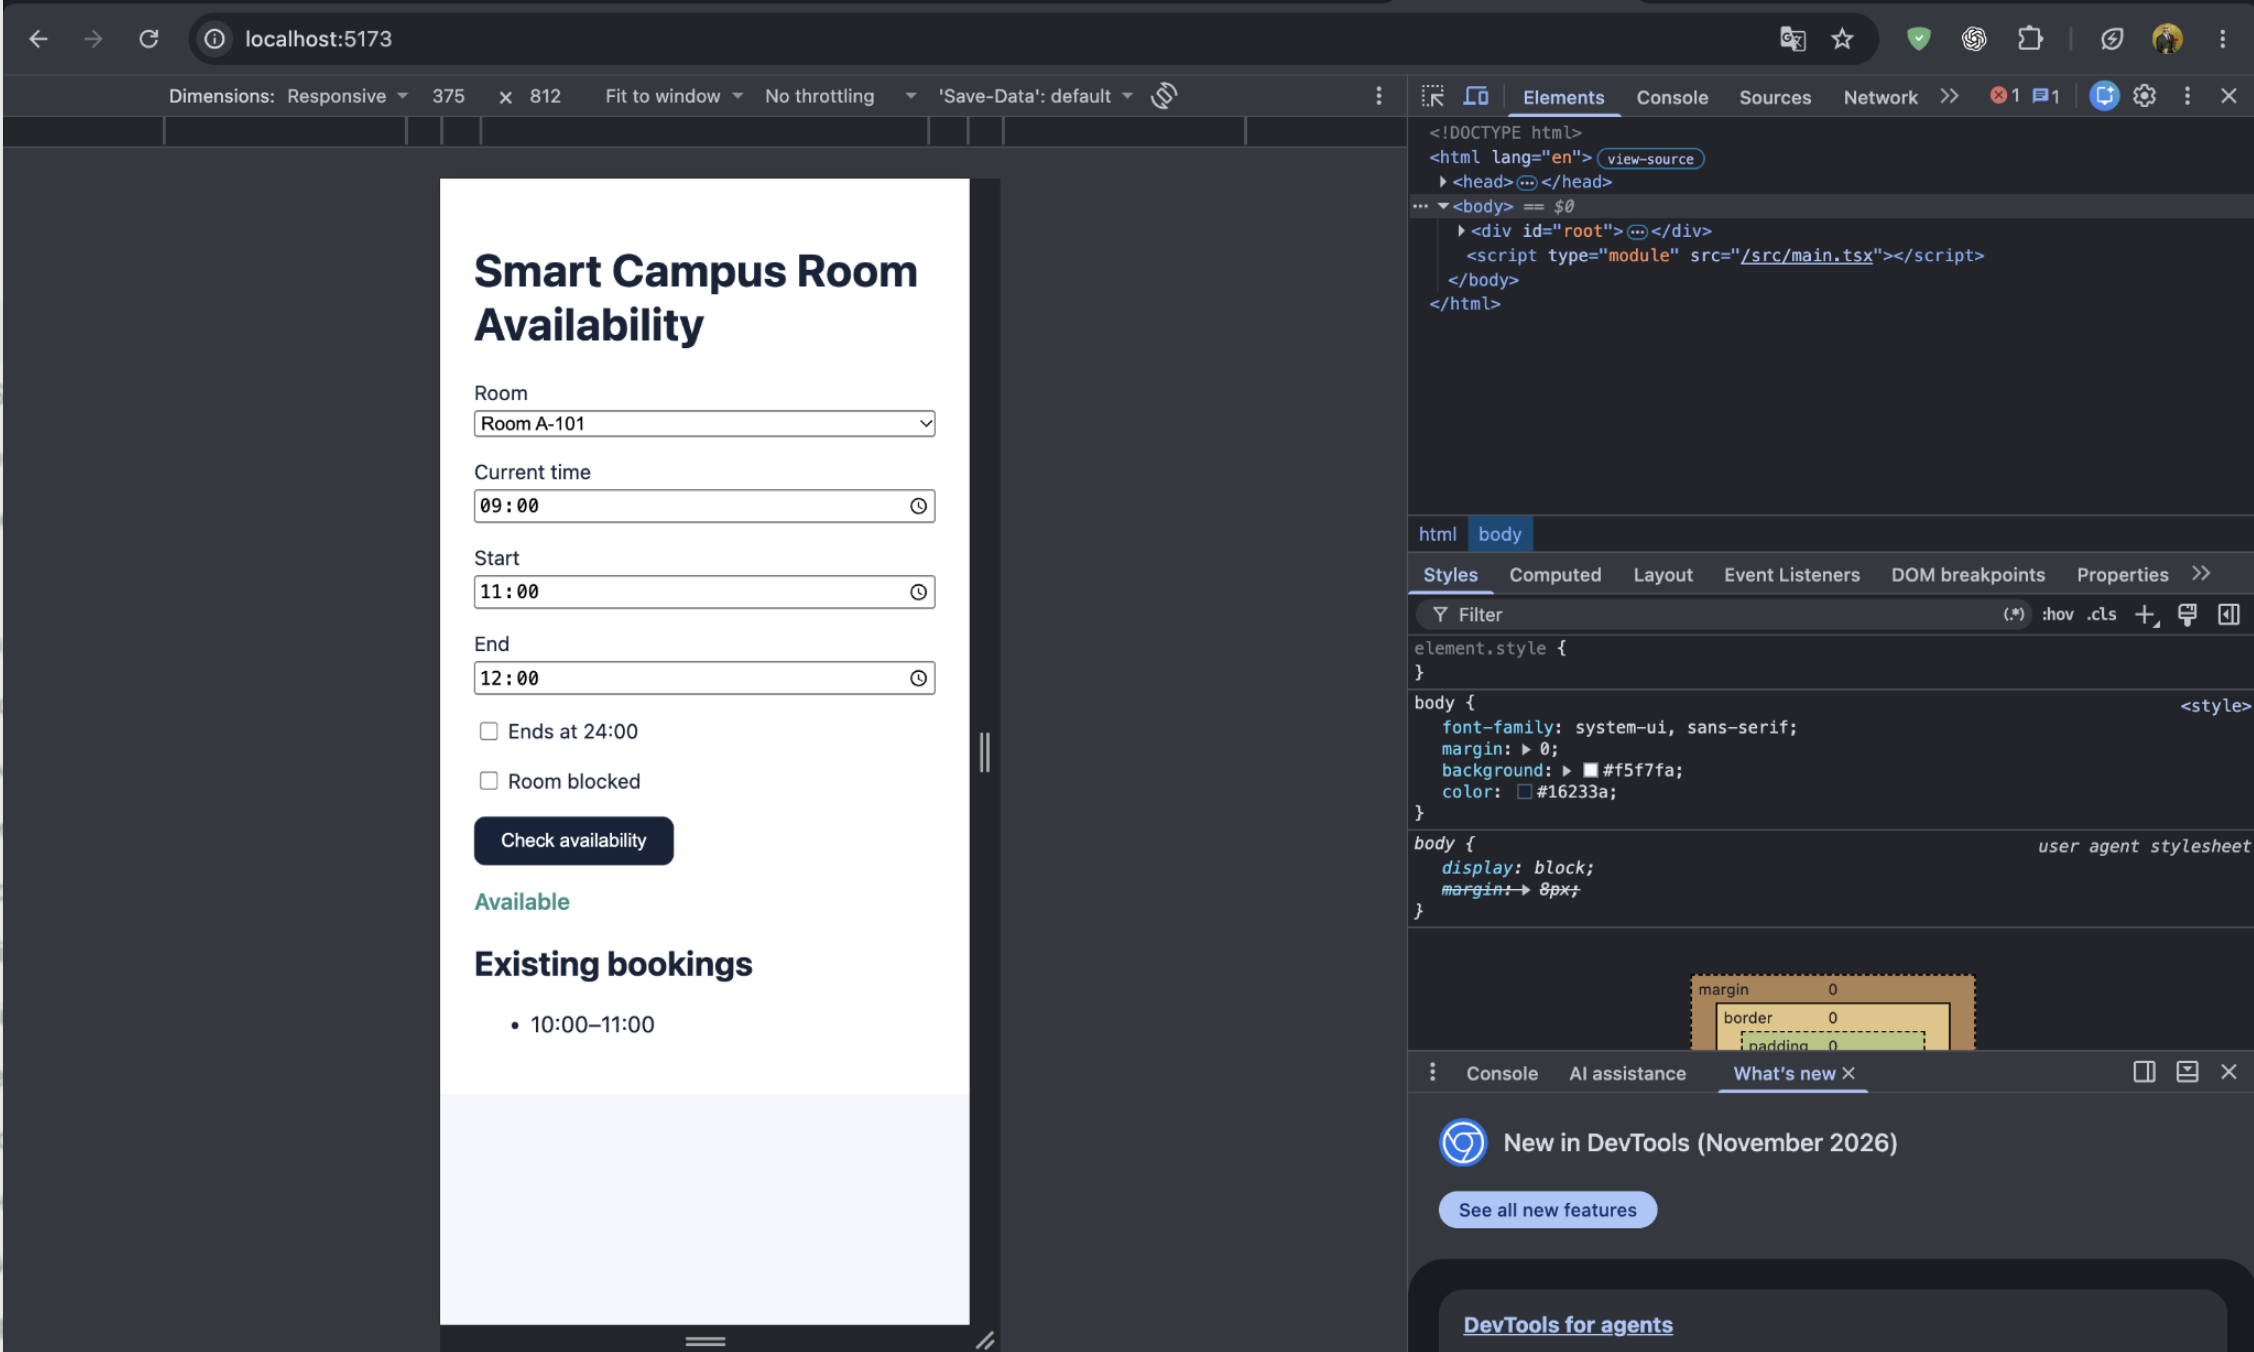 localhost:5173
Dimensions: Responsive 375 x 812 Fit to window No throttling 'Save-Data': default
Elements Console Sources Network 1 1
Smart Campus Room
Availability
Room
Room A-101
Current time
09:00
Start
11:00
End
12:00
Ends at 24:00
Room blocked
Check availability
Available
Existing bookings
• 10:00–11:00
<!DOCTYPE html>
<html lang="en"> view-source
<head> ••• </head>
••• <body> == $0
<div id="root"> ••• </div>
<script type="module" src="/src/main.tsx"></script>
</body>
</html>
html body
Styles Computed Layout Event Listeners DOM breakpoints Properties
Filter (.*) :hov .cls
element.style {
}
body { <style>
font-family: system-ui, sans-serif;
margin: 0;
background: #f5f7fa;
color: #16233a;
}
body { user agent stylesheet
display: block;
margin: 8px;
}
margin 0
border 0
padding 0
Console AI assistance What's new
New in DevTools (November 2026)
See all new features
DevTools for agents